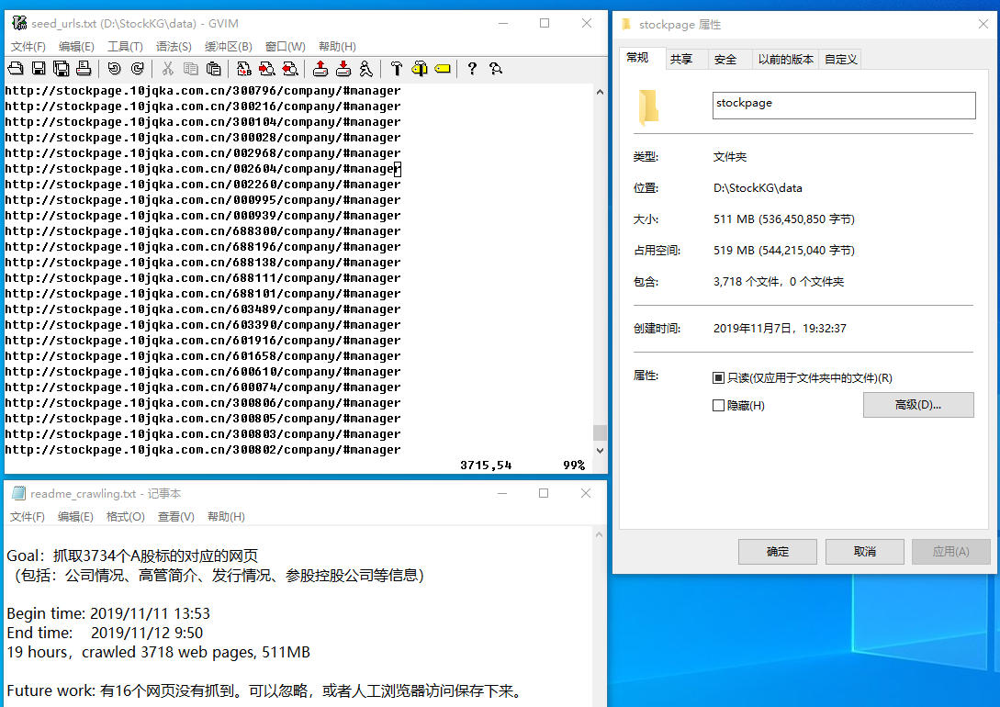 seed_urls.txt (D:\StockKG\data) - GVIM
文件(F) 编辑(E) 工具(T) 语法(S) 缓冲区(B) 窗口(W) 帮助(H)
http://stockpage.10jqka.com.cn/300796/company/#manager
http://stockpage.10jqka.com.cn/300216/company/#manager
http://stockpage.10jqka.com.cn/300104/company/#manager
http://stockpage.10jqka.com.cn/300028/company/#manager
http://stockpage.10jqka.com.cn/002968/company/#manager
http://stockpage.10jqka.com.cn/002604/company/#manager
http://stockpage.10jqka.com.cn/002260/company/#manager
http://stockpage.10jqka.com.cn/000995/company/#manager
http://stockpage.10jqka.com.cn/000939/company/#manager
http://stockpage.10jqka.com.cn/688300/company/#manager
http://stockpage.10jqka.com.cn/688196/company/#manager
http://stockpage.10jqka.com.cn/688138/company/#manager
http://stockpage.10jqka.com.cn/688111/company/#manager
http://stockpage.10jqka.com.cn/688101/company/#manager
http://stockpage.10jqka.com.cn/603489/company/#manager
http://stockpage.10jqka.com.cn/603390/company/#manager
http://stockpage.10jqka.com.cn/601916/company/#manager
http://stockpage.10jqka.com.cn/601658/company/#manager
http://stockpage.10jqka.com.cn/600610/company/#manager
http://stockpage.10jqka.com.cn/600074/company/#manager
http://stockpage.10jqka.com.cn/300806/company/#manager
http://stockpage.10jqka.com.cn/300805/company/#manager
http://stockpage.10jqka.com.cn/300803/company/#manager
http://stockpage.10jqka.com.cn/300802/company/#manager
3715,54 99%
readme_crawling.txt - 记事本
文件(F) 编辑(E) 格式(O) 查看(V) 帮助(H)
Goal：抓取3734个A股标的对应的网页
（包括：公司情况、高管简介、发行情况、参股控股公司等信息）
Begin time: 2019/11/11 13:53
End time: 2019/11/12 9:50
19 hours，crawled 3718 web pages, 511MB
Future work: 有16个网页没有抓到。可以忽略，或者人工浏览器访问保存下来。
stockpage 属性
常规 共享 安全 以前的版本 自定义
stockpage
类型: 文件夹
位置: D:\StockKG\data
大小: 511 MB (536,450,850 字节)
占用空间: 519 MB (544,215,040 字节)
包含: 3,718 个文件，0 个文件夹
创建时间: 2019年11月7日，19:32:37
属性: 只读(仅应用于文件夹中的文件)(R)
隐藏(H) 高级(D)...
确定 取消 应用(A)